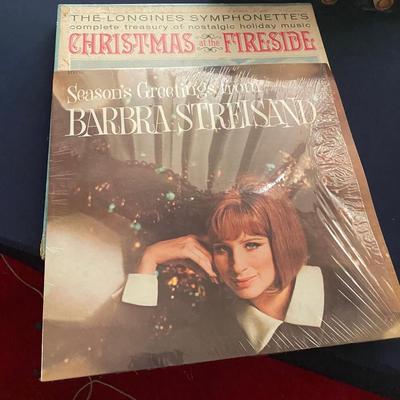 THE LONGINES SYMPHONETTE'S
complete treasury of nostalgic holiday music
CHRISTMAS at the FIRESIDE
Season's Greetings from
BARBRA STREISAND